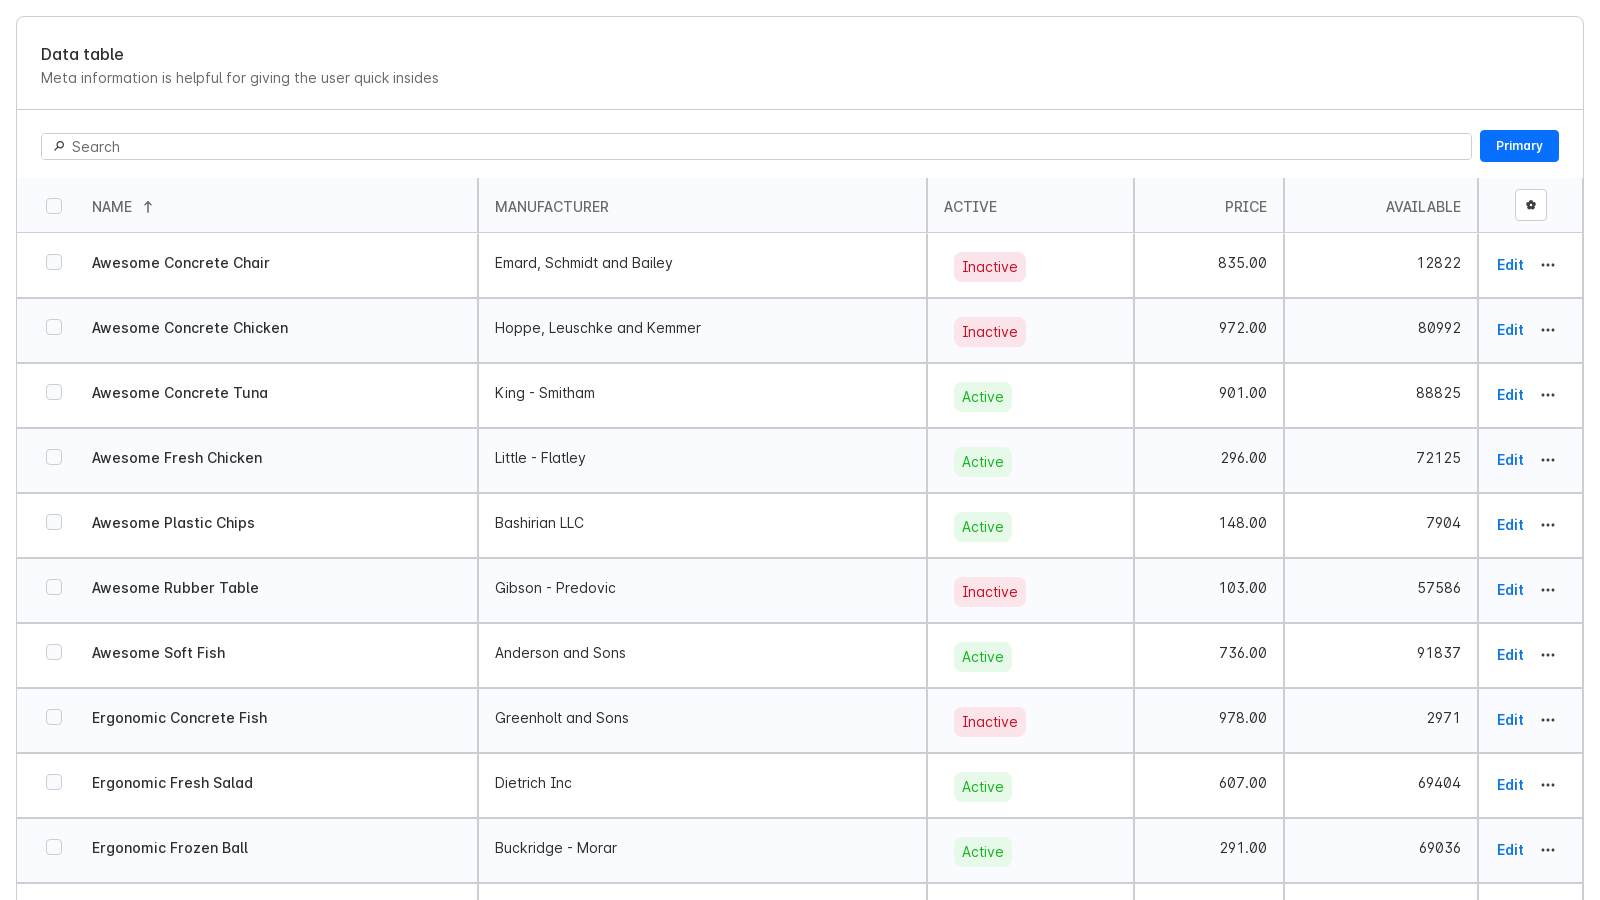 Data table
Meta information is helpful for giving the user quick insides
Search
Primary
NAME MANUFACTURER ACTIVE PRICE AVAILABLE
Awesome Concrete Chair Emard, Schmidt and Bailey Inactive 835.00 12822 Edit
Awesome Concrete Chicken Hoppe, Leuschke and Kemmer Inactive 972.00 80992 Edit
Awesome Concrete Tuna King - Smitham Active 901.00 88825 Edit
Awesome Fresh Chicken Little - Flatley Active 296.00 72125 Edit
Awesome Plastic Chips Bashirian LLC Active 148.00 7904 Edit
Awesome Rubber Table Gibson - Predovic Inactive 103.00 57586 Edit
Awesome Soft Fish Anderson and Sons Active 736.00 91837 Edit
Ergonomic Concrete Fish Greenholt and Sons Inactive 978.00 2971 Edit
Ergonomic Fresh Salad Dietrich Inc Active 607.00 69404 Edit
Ergonomic Frozen Ball Buckridge - Morar Active 291.00 69036 Edit